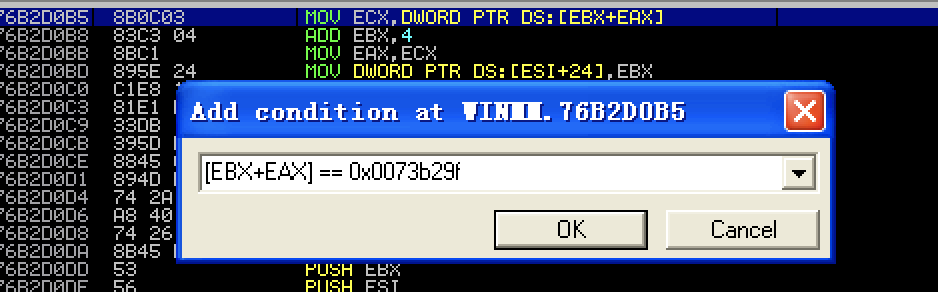 76B2D0B5 8B0C03 MOV ECX,DWORD PTR DS:[EBX+EAX]
76B2D0B8 83C3 04 ADD EBX,4
76B2D0BB 8BC1 MOV EAX,ECX
76B2D0BD 895E 24 MOV DWORD PTR DS:[ESI+24],EBX
76B2D0C0 C1E8
76B2D0C3 81E1
76B2D0C9 33DB
76B2D0CB 395D
76B2D0CE 8845
76B2D0D1 894D
76B2D0D4 74 2A
76B2D0D6 A8 40
76B2D0D8 74 26
76B2D0DA 8B45
76B2D0DD 53 PUSH EBX
76B2D0DE 56 PUSH ESI
Add condition at WINMM.76B2D0B5
[EBX+EAX] == 0x0073b29f
OK Cancel